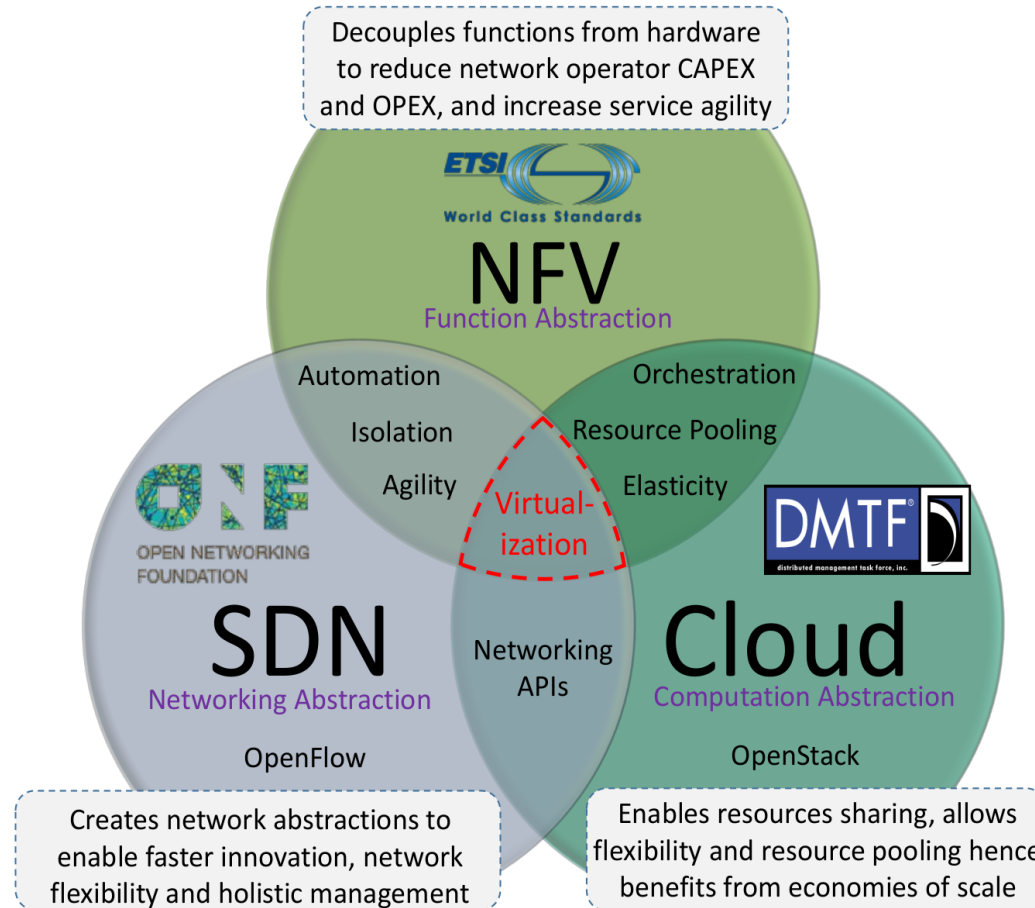 Decouples functions from hardware
to reduce network operator CAPEX
and OPEX, and increase service agility
ETSI
World Class Standards
NFV
Function Abstraction
Automation
Orchestration
Isolation
Resource Pooling
Agility
Elasticity
Virtual-
ization
ONF
OPEN NETWORKING
FOUNDATION
DMTF®
distributed management task force, inc.
SDN
Networking Abstraction
Networking
APIs
Cloud
Computation Abstraction
OpenFlow
OpenStack
Creates network abstractions to
enable faster innovation, network
flexibility and holistic management
Enables resources sharing, allows
flexibility and resource pooling hence
benefits from economies of scale